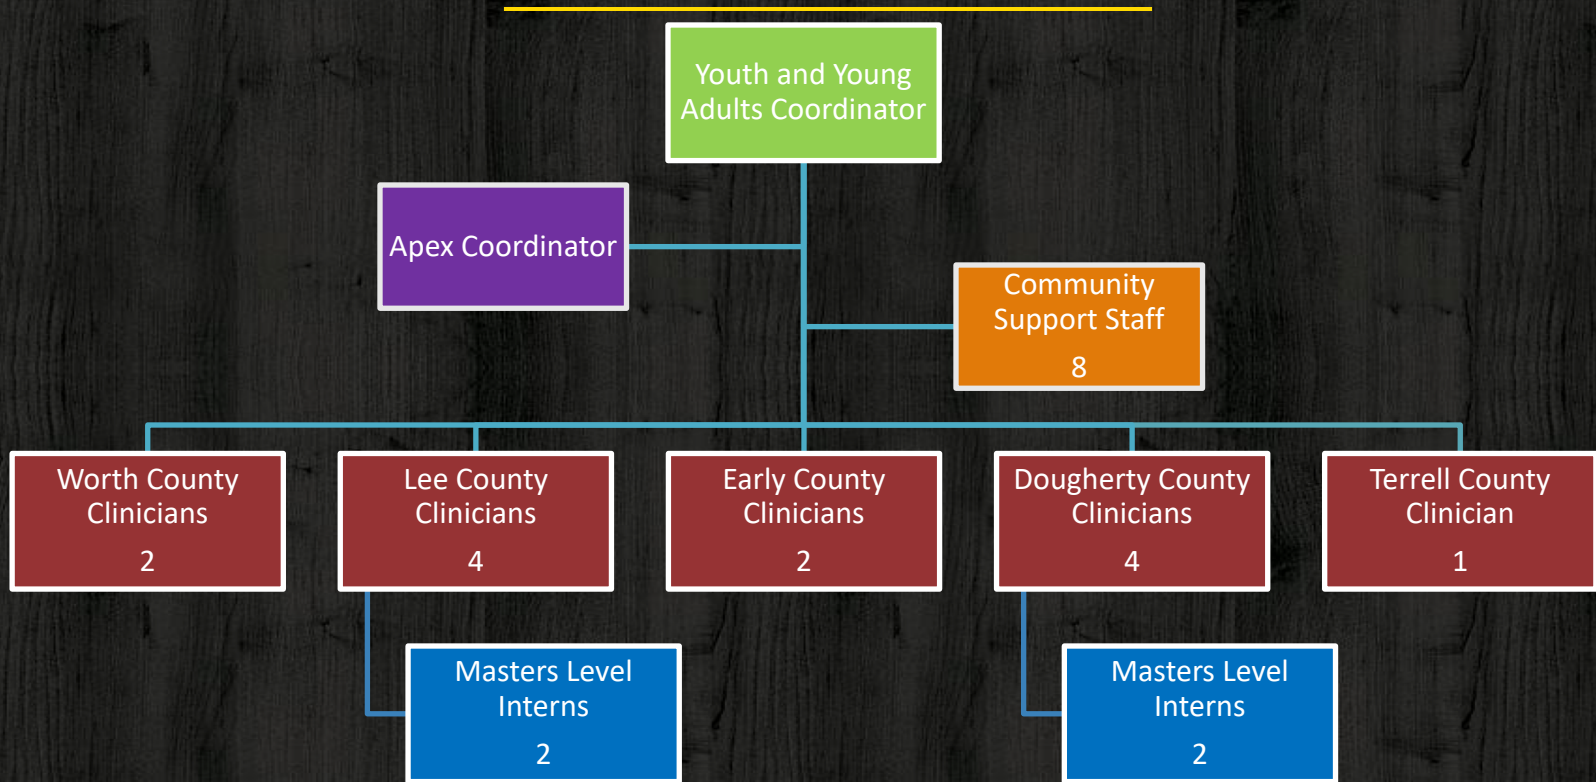 Youth and Young
Adults Coordinator
Apex Coordinator
Community
Support Staff
8
Worth County
Clinicians
2
Lee County
Clinicians
4
Early County
Clinicians
2
Dougherty County
Clinicians
4
Terrell County
Clinician
1
Masters Level
Interns
2
Masters Level
Interns
2